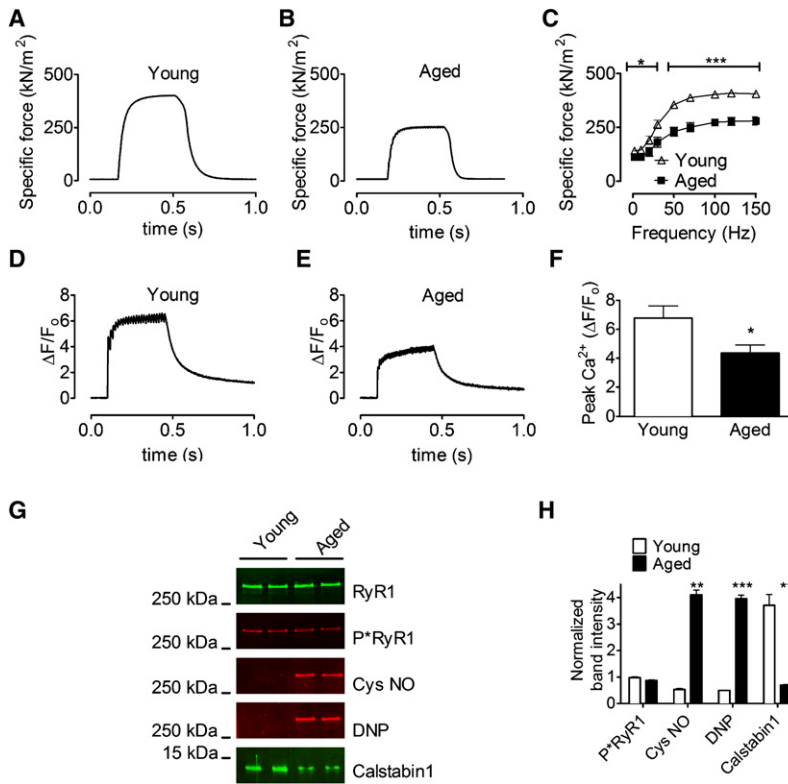 A
Specific force (kN/m²)
500
250
0
Young
0.0 0.5 1.0
time (s)
B
Specific force (kN/m²)
500
250
0
Aged
0.0 0.5 1.0
time (s)
C
Specific force (kN/m²)
500
250
0
* ***
Young
Aged
0 50 100 150
Frequency (Hz)
D
ΔF/Fo
8
6
4
2
0
Young
0.0 0.5 1.0
time (s)
E
ΔF/Fo
8
6
4
2
0
Aged
0.0 0.5 1.0
time (s)
F
Peak Ca²⁺ (ΔF/Fo)
8
6
4
2
0
*
Young Aged
G
Young Aged
250 kDa RyR1
250 kDa P*RyR1
250 kDa Cys NO
250 kDa DNP
15 kDa Calstabin1
H
Young
Aged
Normalized
band intensity
4
2
0
** ***
P*RyR1 Cys NO DNP Calstabin1